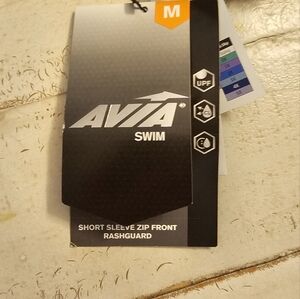 M
AVIA
SWIM
UPF
SHORT SLEEVE ZIP FRONT
RASHGUARD